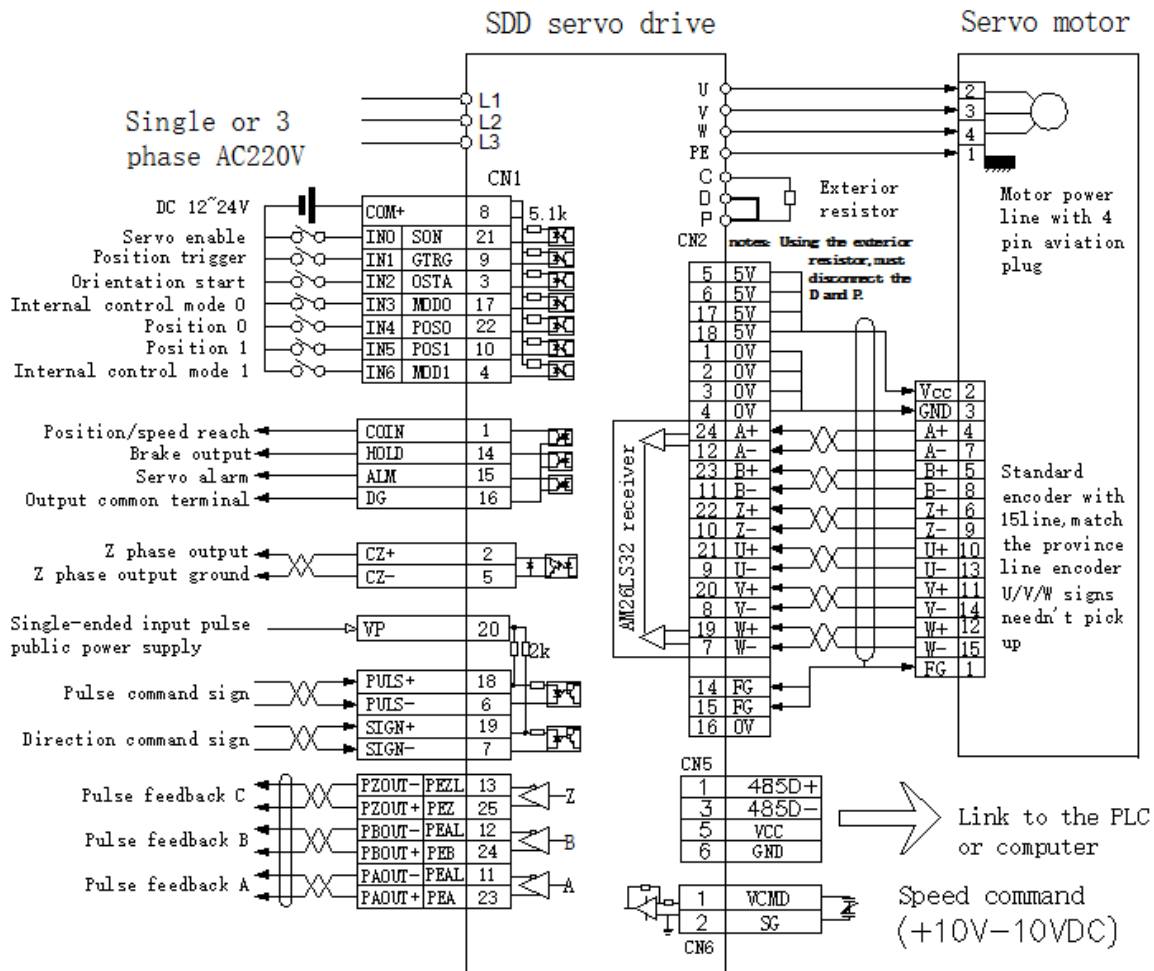 SDD servo drive
Servo motor
Single or 3
phase AC220V
L1
L2
L3
U
V
W
PE
C
D
P
2
3
4
1
Exterior
resistor
Motor power
line with 4
pin aviation
plug
notes: Using the exterior
resistor, must
disconnect the
D and P.
CN1
5.1k
DC 12~24V COM+ 8
Servo enable IN0 SON 21
Position trigger IN1 GTRG 9
Orientation start IN2 OSTA 3
Internal control mode 0 IN3 MOD0 17
Position 0 IN4 POS0 22
Position 1 IN5 POS1 10
Internal control mode 1 IN6 MOD1 4
Position/speed reach COIN 1
Brake output HOLD 14
Servo alarm ALM 15
Output common terminal DG 16
Z phase output CZ+ 2
Z phase output ground CZ- 5
Single-ended input pulse
public power supply
VP 20
2k
Pulse command sign
PULS+ 18
PULS- 6
Direction command sign
SIGN+ 19
SIGN- 7
Pulse feedback C
PZOUT- PEZL 13
PZOUT+ PEZ 25
Z
Pulse feedback B
PBOUT- PEAL 12
PBOUT+ PEB 24
B
Pulse feedback A
PAOUT- PEAL 11
PAOUT+ PEA 23
A
CN2
5 5V
6 5V
17 5V
18 5V
1 0V
2 0V
3 0V
4 0V
24 A+
12 A-
23 B+
11 B-
22 Z+
10 Z-
21 U+
9 U-
20 V+
8 V-
19 W+
7 W-
14 FG
15 FG
16 0V
AM26LS32 receiver
Vcc 2
GND 3
A+ 4
A- 7
B+ 5
B- 8
Z+ 6
Z- 9
U+ 10
U- 13
V+ 11
V- 14
W+ 12
W- 15
FG 1
Standard
encoder with
15line, match
the province
line encoder
U/V/W signs
needn't pick
up
CN5
1 485D+
3 485D-
5 VCC
6 GND
Link to the PLC
or computer
1 VCMD
2 SG
CN6
Speed command
(+10V-10VDC)